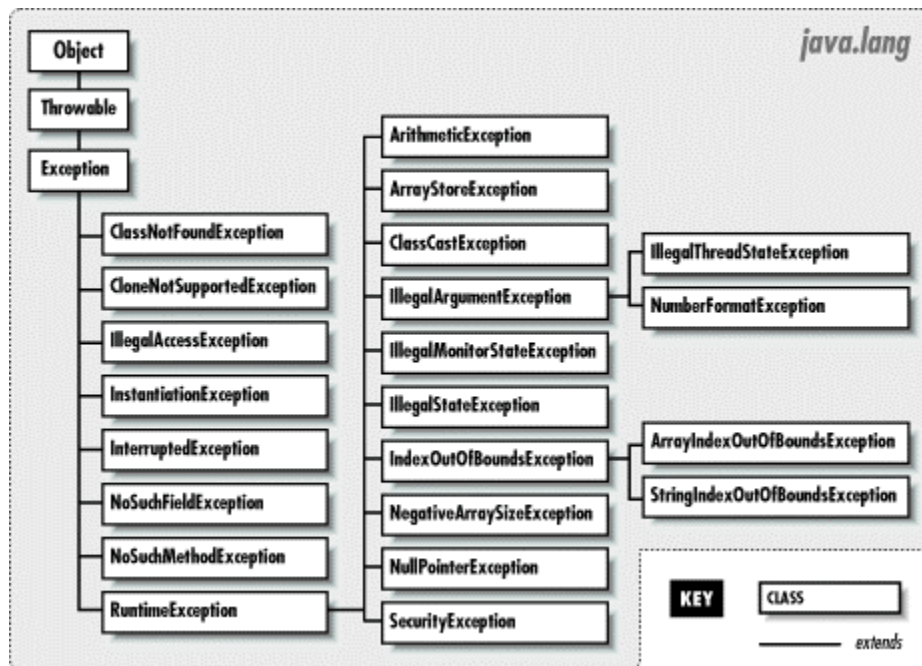 java.lang
Object
Throwable
Exception
ClassNotFoundException
CloneNotSupportedException
IllegalAccessException
InstantiationException
InterruptedException
NoSuchFieldException
NoSuchMethodException
RuntimeException
ArithmeticException
ArrayStoreException
ClassCastException
IllegalArgumentException
IllegalMonitorStateException
IllegalStateException
IndexOutOfBoundsException
NegativeArraySizeException
NullPointerException
SecurityException
IllegalThreadStateException
NumberFormatException
ArrayIndexOutOfBoundsException
StringIndexOutOfBoundsException
KEY
CLASS
extends